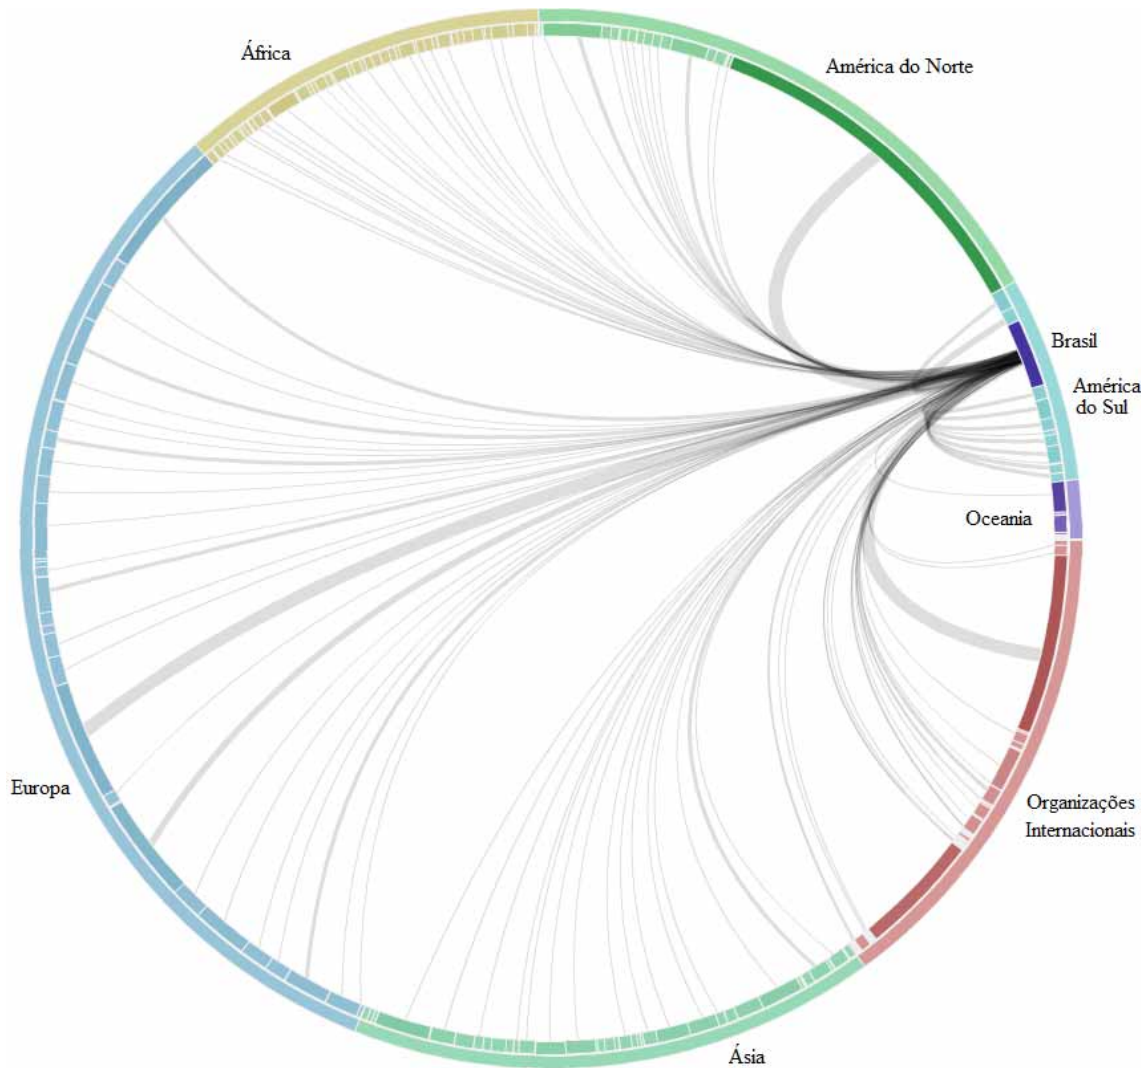 África
América do Norte
Brasil
América
do Sul
Oceania
Europa
Organizações
Internacionais
Ásia